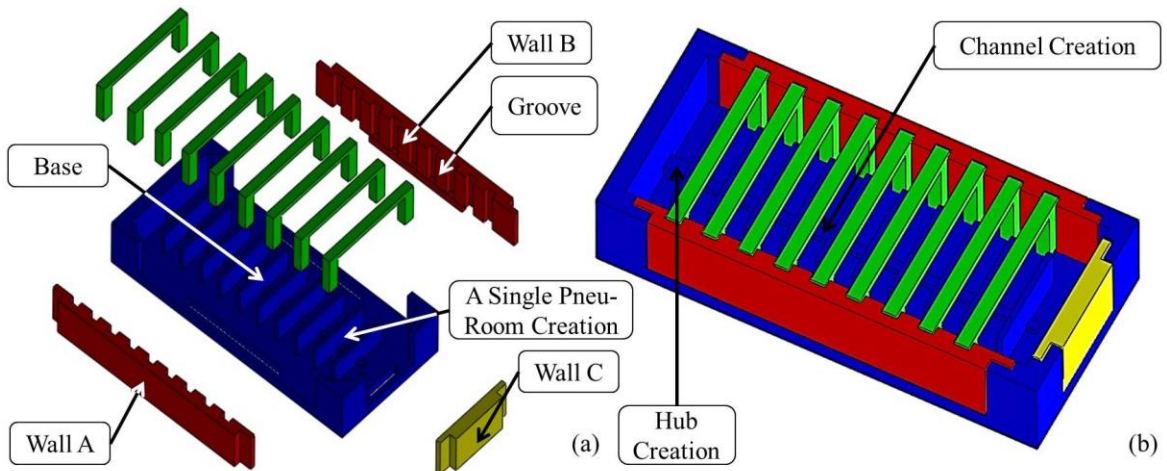 Wall B
Groove
Base
A Single Pneu-
Room Creation
Wall C
Wall A
(a)
Channel Creation
Hub
Creation
(b)